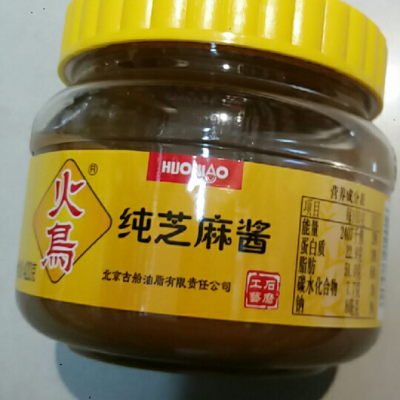 火鳥
®
HUONIAO
纯芝麻酱
北京古船油脂有限责任公司
石磨
工藝
营养成分表
项目
能量
蛋白质
脂肪
碳水化合物
钠